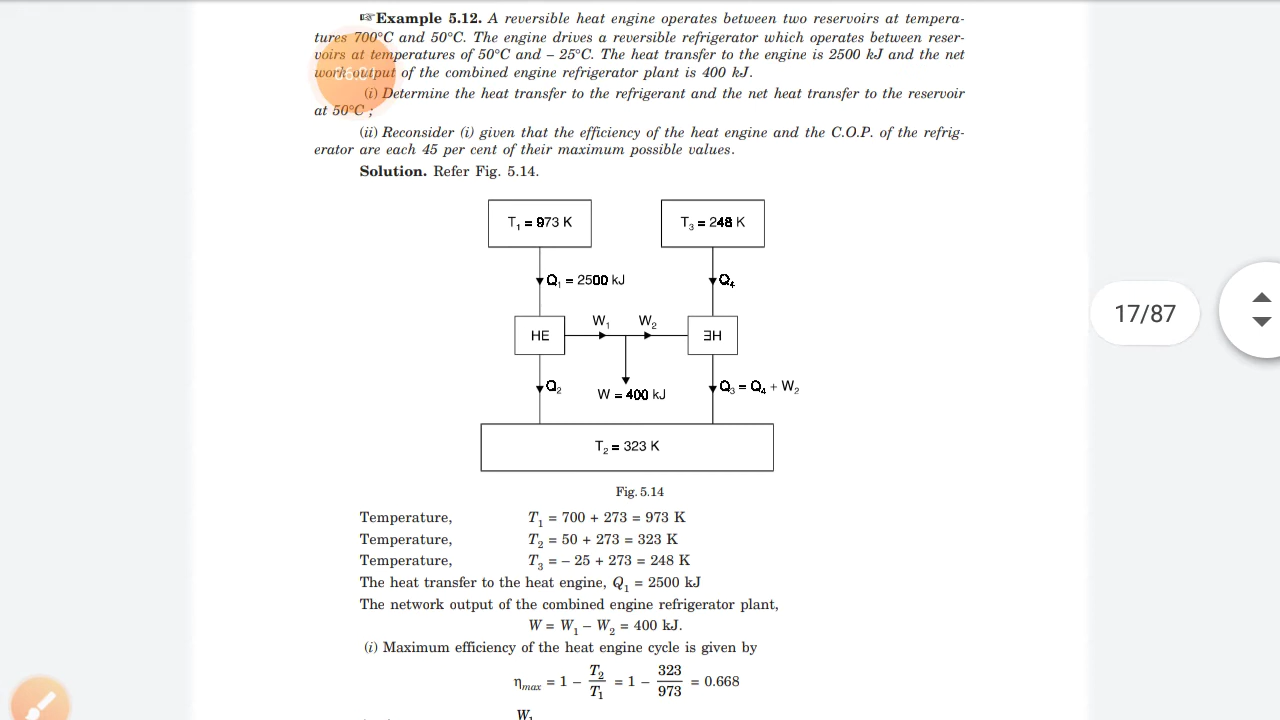 ☞Example 5.12. A reversible heat engine operates between two reservoirs at tempera-
tures 700°C and 50°C. The engine drives a reversible refrigerator which operates between reser-
voirs at temperatures of 50°C and – 25°C. The heat transfer to the engine is 2500 kJ and the net
work output of the combined engine refrigerator plant is 400 kJ.
(i) Determine the heat transfer to the refrigerant and the net heat transfer to the reservoir
at 50°C ;
(ii) Reconsider (i) given that the efficiency of the heat engine and the C.O.P. of the refrig-
erator are each 45 per cent of their maximum possible values.
Solution. Refer Fig. 5.14.
T₁ = 973 K
T₃ = 248 K
Q₁ = 2500 kJ
Q₄
W₁
W₂
HE
ƎH
Q₂
W = 400 kJ
Q₃ = Q₄ + W₂
T₂ = 323 K
Fig. 5.14
Temperature, T₁ = 700 + 273 = 973 K
Temperature, T₂ = 50 + 273 = 323 K
Temperature, T₃ = – 25 + 273 = 248 K
The heat transfer to the heat engine, Q₁ = 2500 kJ
The network output of the combined engine refrigerator plant,
W = W₁ – W₂ = 400 kJ.
(i) Maximum efficiency of the heat engine cycle is given by
η_max = 1 – T₂/T₁ = 1 – 323/973 = 0.668
W₁
17/87